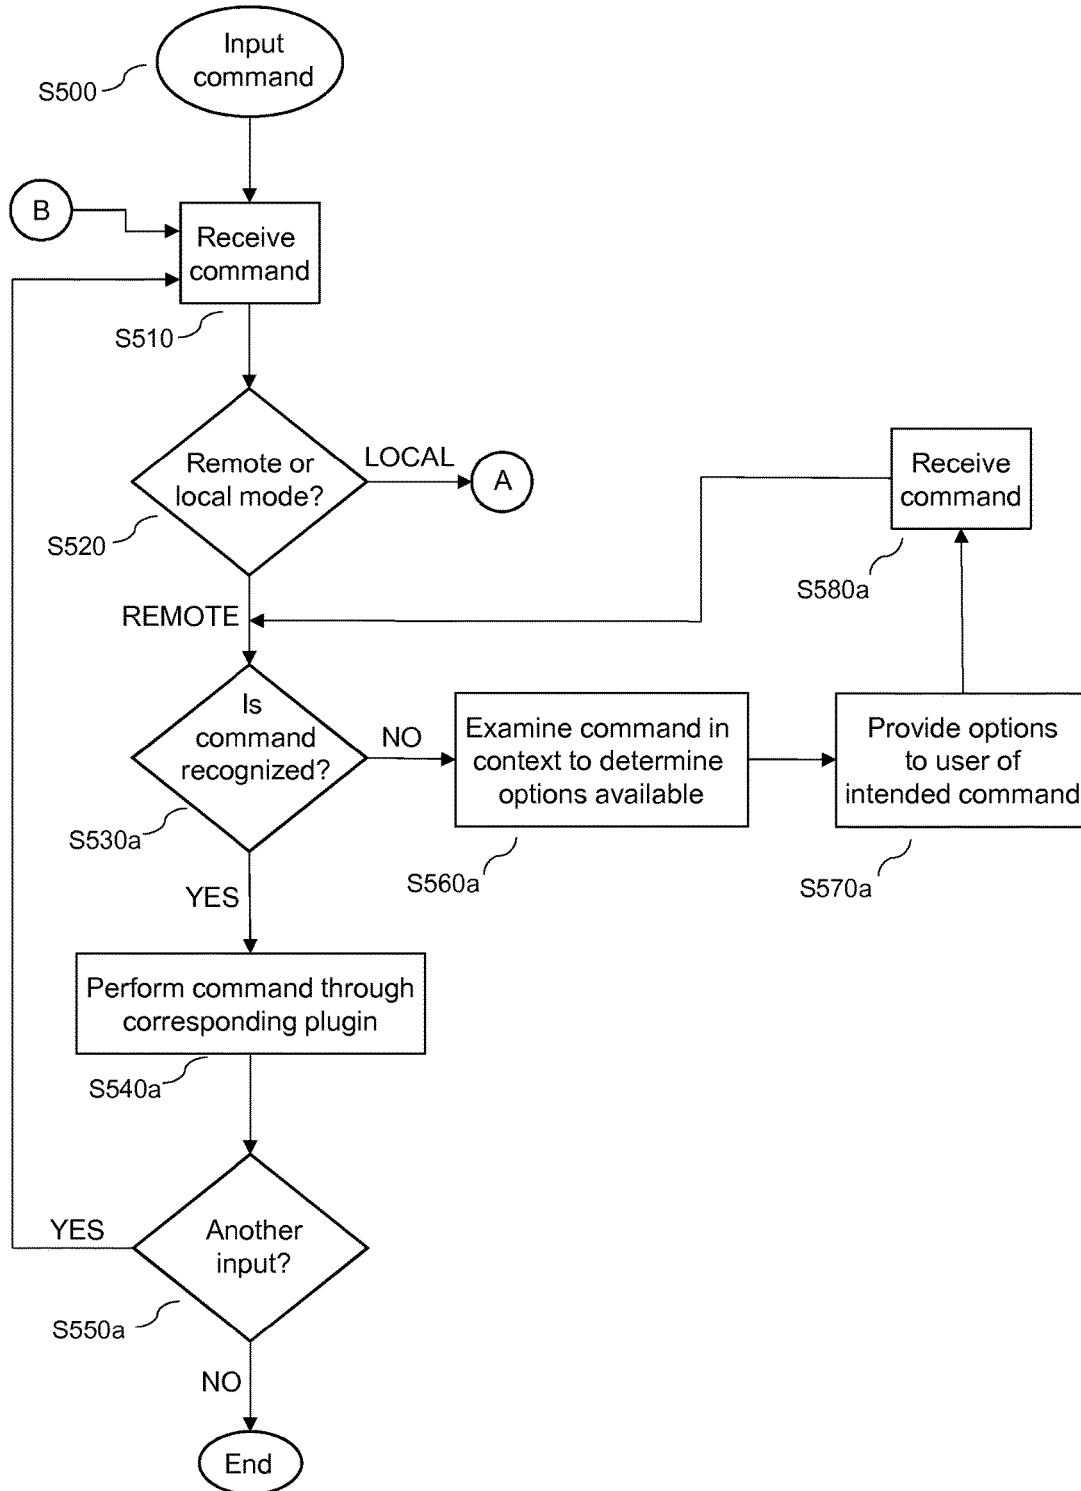 Input
command
S500
B
Receive
command
S510
Remote or
local mode?
LOCAL
A
S520
REMOTE
Receive
command
S580a
Is
command
recognized?
NO
Examine command in
context to determine
options available
Provide options
to user of
intended command
S530a
S560a
S570a
YES
Perform command through
corresponding plugin
S540a
Another
input?
YES
S550a
NO
End